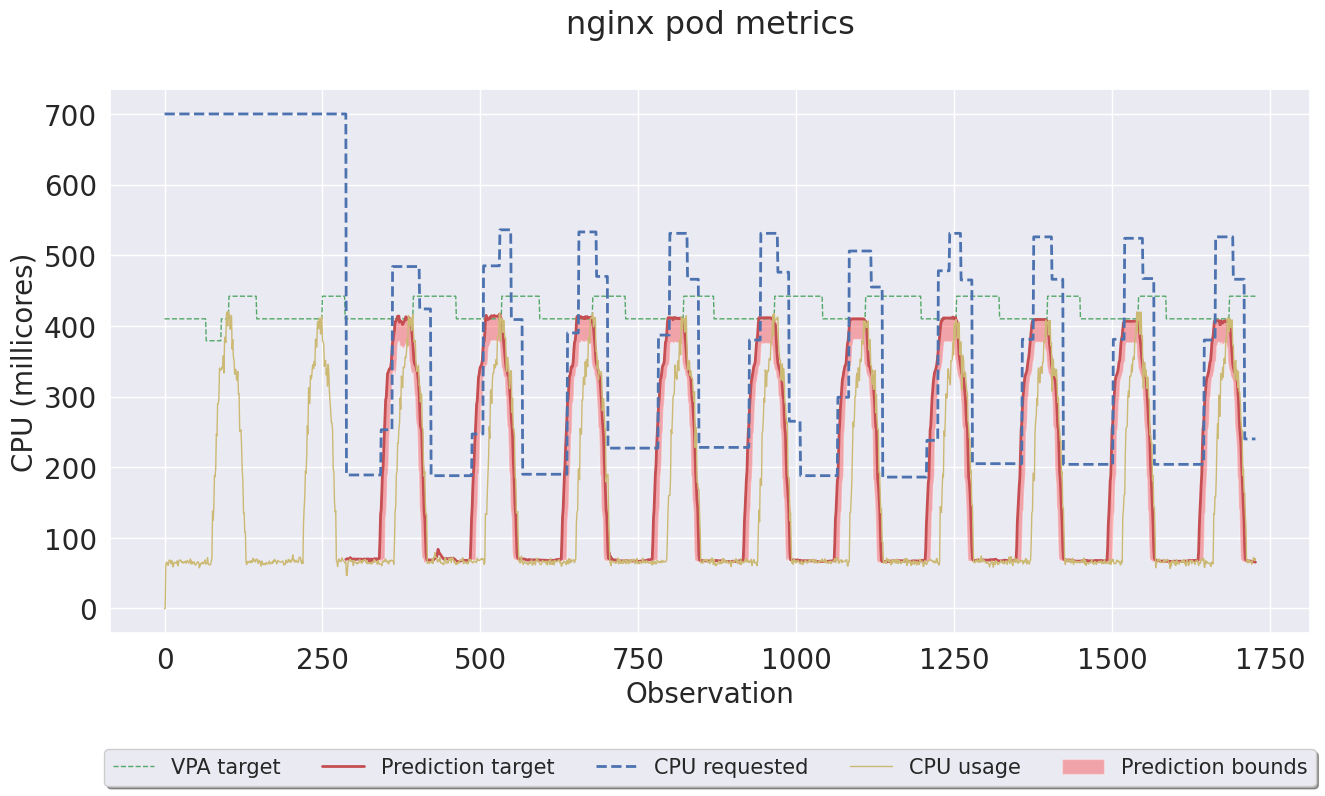 nginx pod metrics
CPU (millicores)
700
600
500
400
300
200
100
0
0 250 500 750 1000 1250 1500 1750
Observation
VPA target Prediction target CPU requested CPU usage Prediction bounds